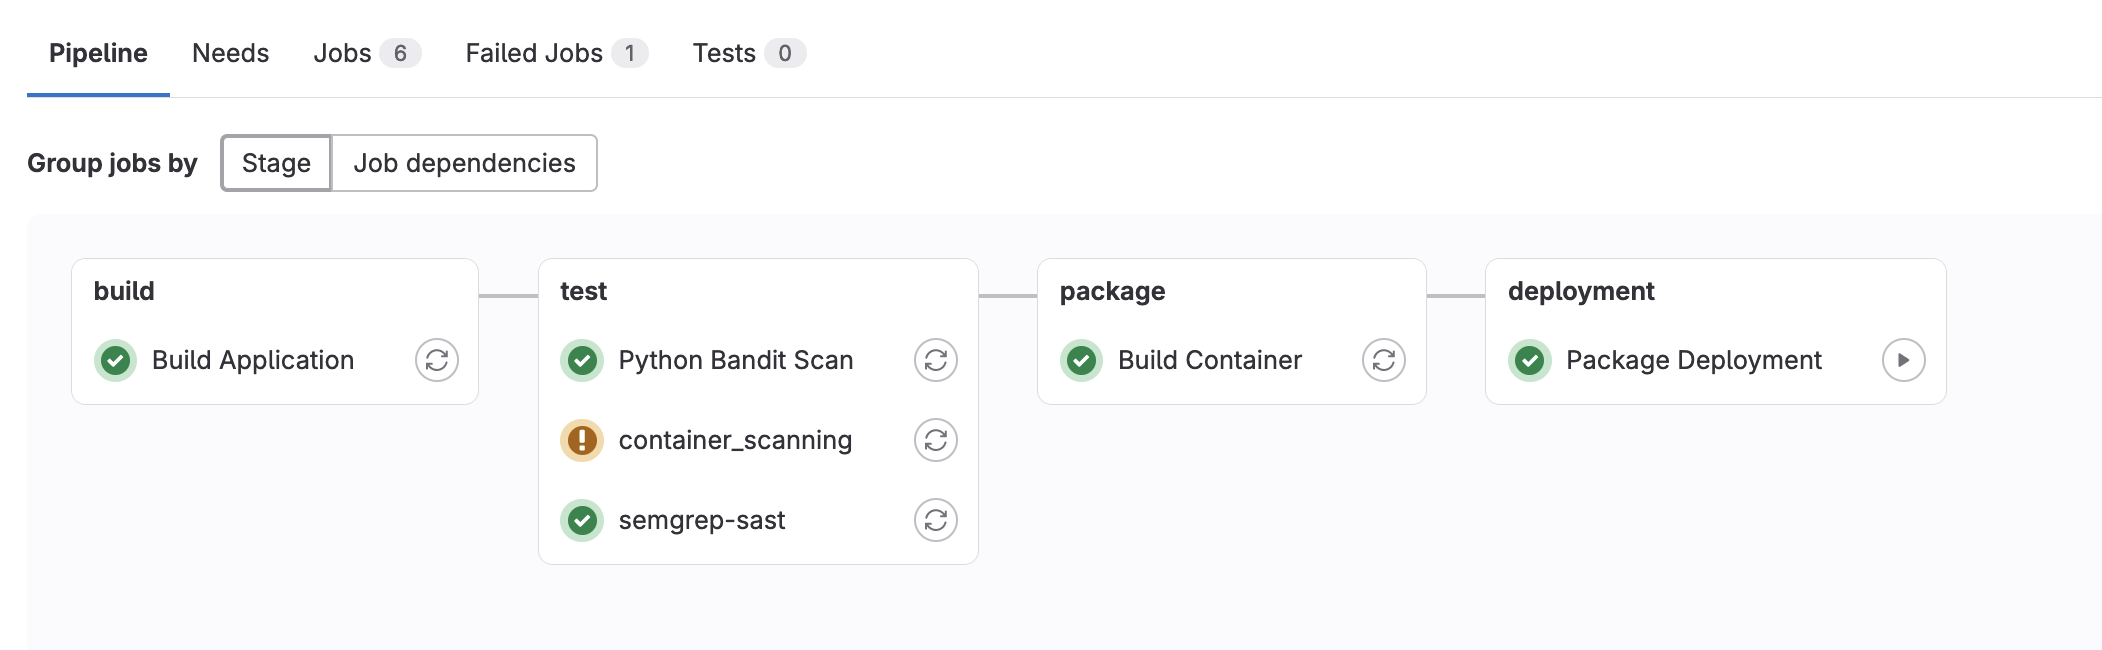 Pipeline Needs Jobs 6 Failed Jobs 1 Tests 0
Group jobs by Stage Job dependencies
build
Build Application
test
Python Bandit Scan
container_scanning
semgrep-sast
package
Build Container
deployment
Package Deployment